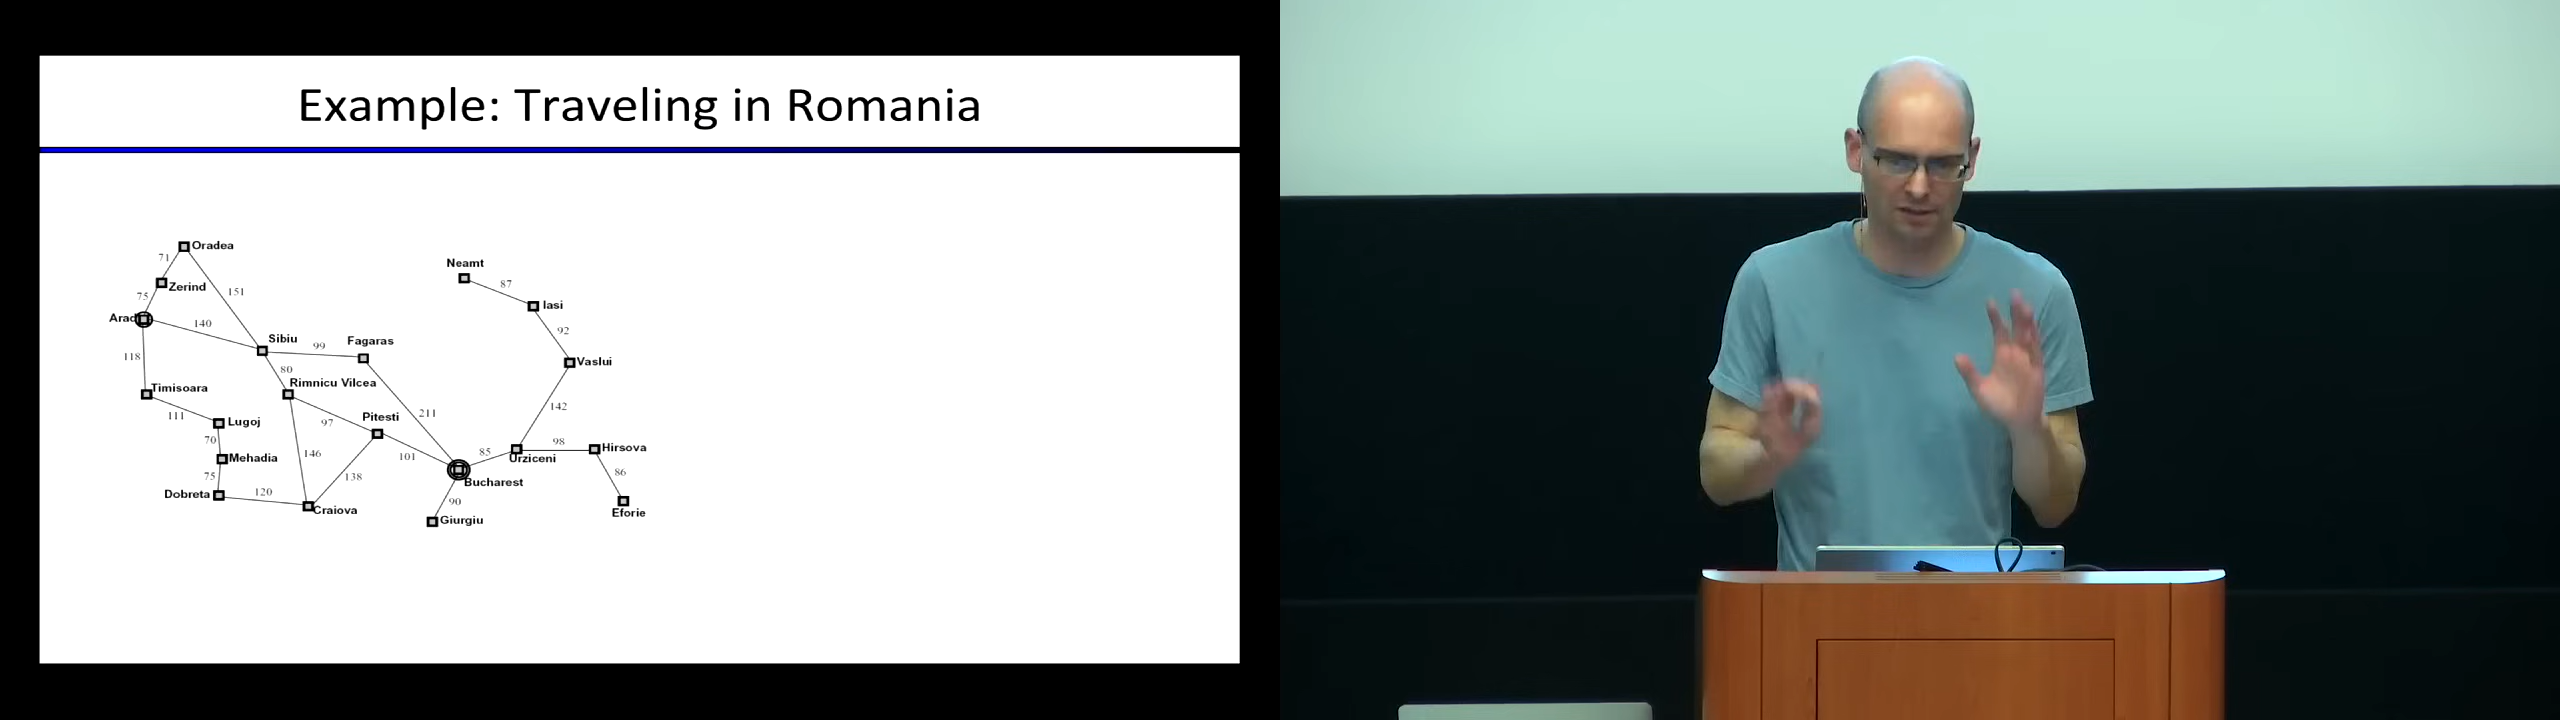 Example: Traveling in Romania
Oradea
71
Neamt
Zerind
87
75
151
Iasi
Arad
140
92
Sibiu
Fagaras
99
118
Vaslui
80
Timisoara
Rimnicu Vilcea
142
111
211
Pitesti
Lugoj
97
70
98
Hirsova
85
146
101
Mehadia
Urziceni
75
138
86
Bucharest
120
90
Dobreta
Craiova
Eforie
Giurgiu